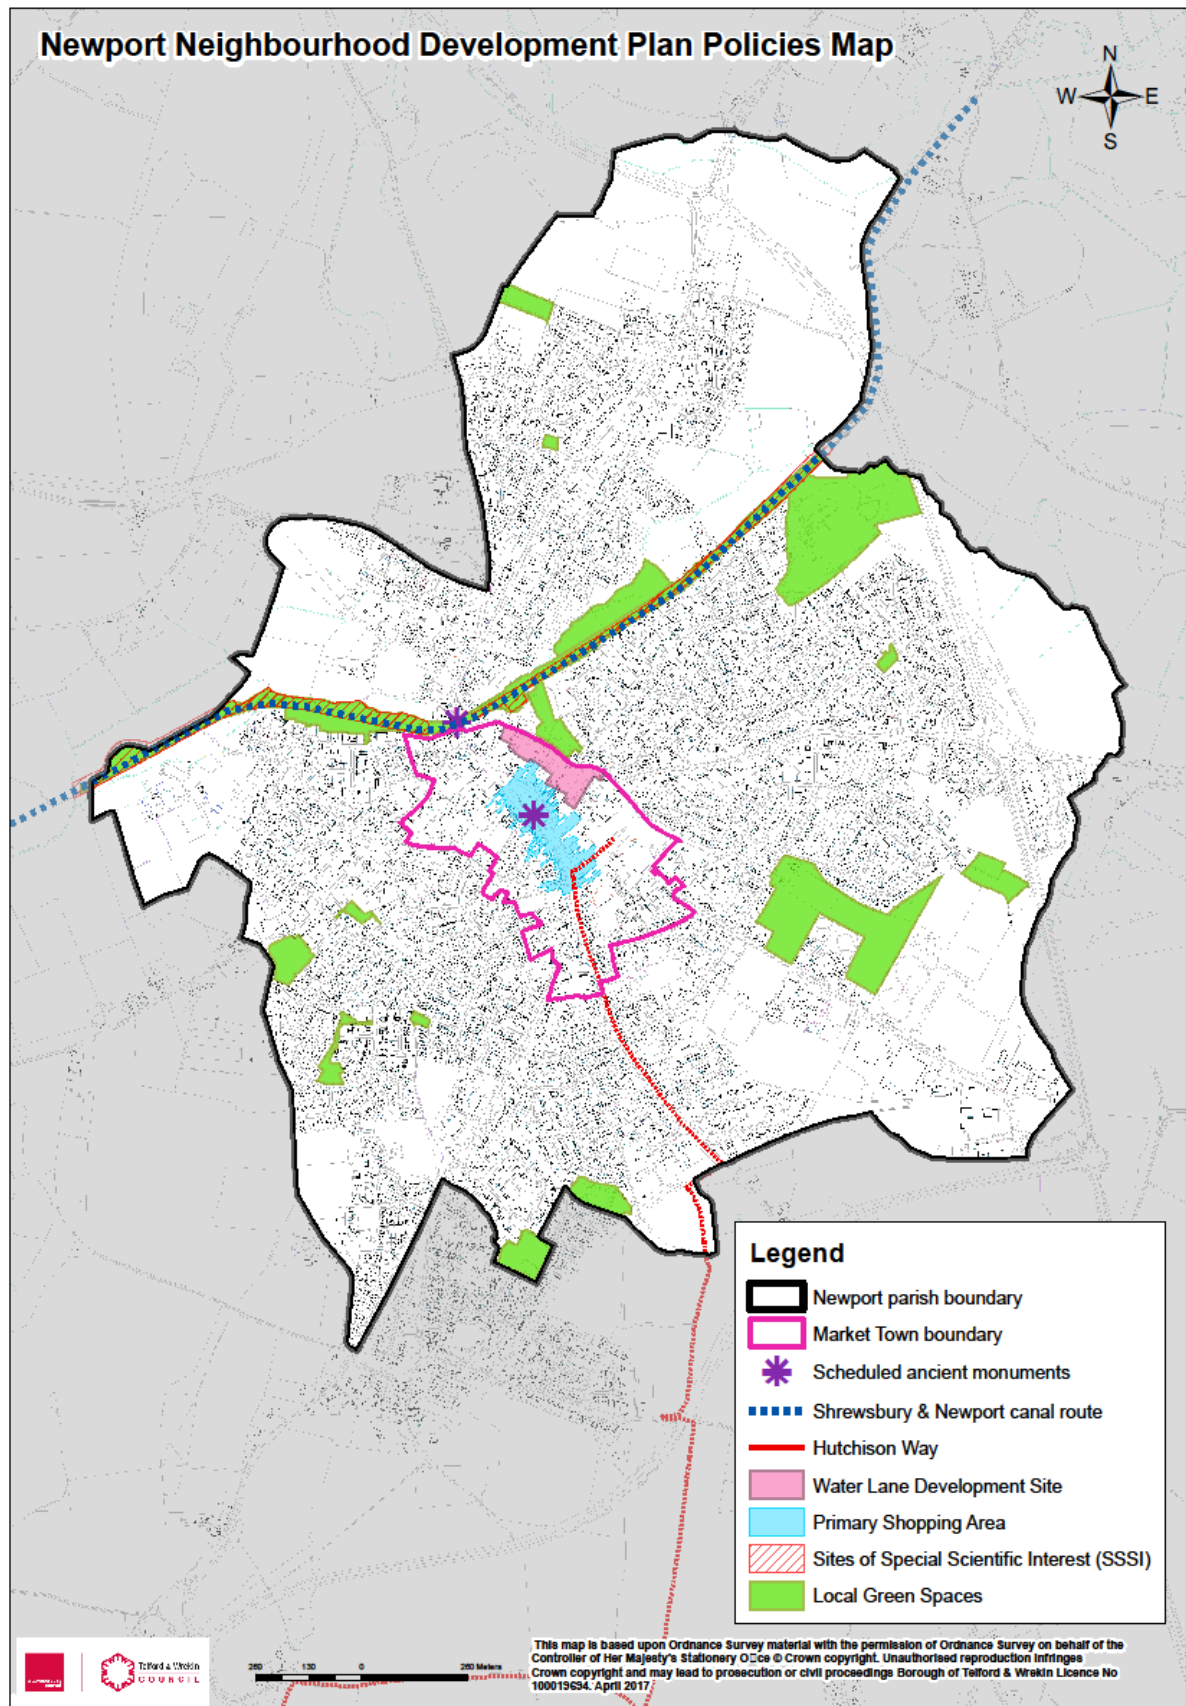 Newport Neighbourhood Development Plan Policies Map
N
W E
S
Legend
Newport parish boundary
Market Town boundary
Scheduled ancient monuments
Shrewsbury & Newport canal route
Hutchison Way
Water Lane Development Site
Primary Shopping Area
Sites of Special Scientific Interest (SSSI)
Local Green Spaces
Telford & Wrekin
COUNCIL
260 130 0 260 Meters
This map is based upon Ordnance Survey material with the permission of Ordnance Survey on behalf of the
Controller of Her Majesty's Stationery O□ce © Crown copyright. Unauthorised reproduction infringes
Crown copyright and may lead to prosecution or civil proceedings Borough of Telford & Wrekin Licence No
100019694. April 2017